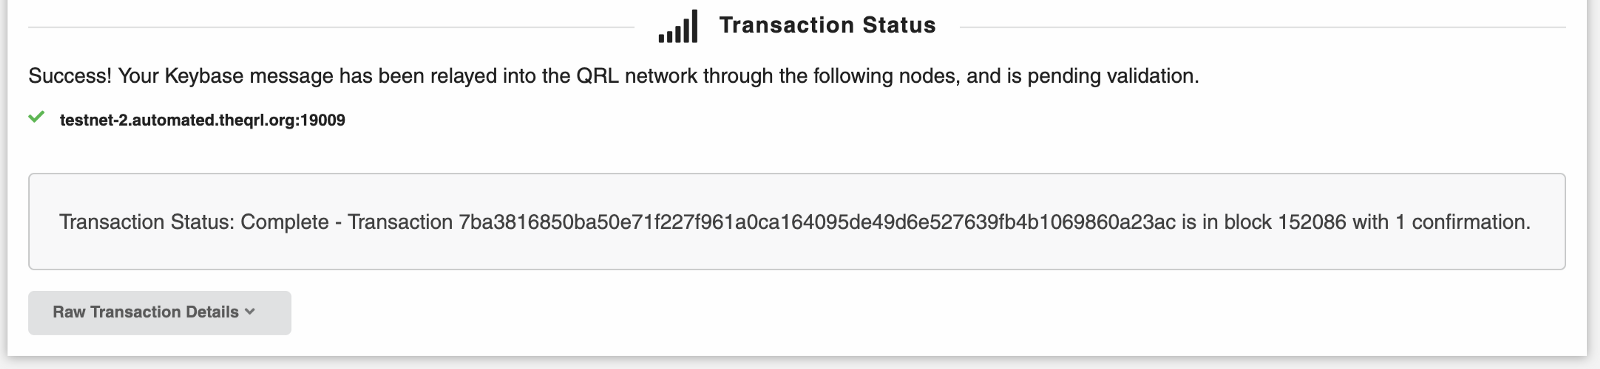 Transaction Status
Success! Your Keybase message has been relayed into the QRL network through the following nodes, and is pending validation.
testnet-2.automated.theqrl.org:19009
Transaction Status: Complete - Transaction 7ba3816850ba50e71f227f961a0ca164095de49d6e527639fb4b1069860a23ac is in block 152086 with 1 confirmation.
Raw Transaction Details